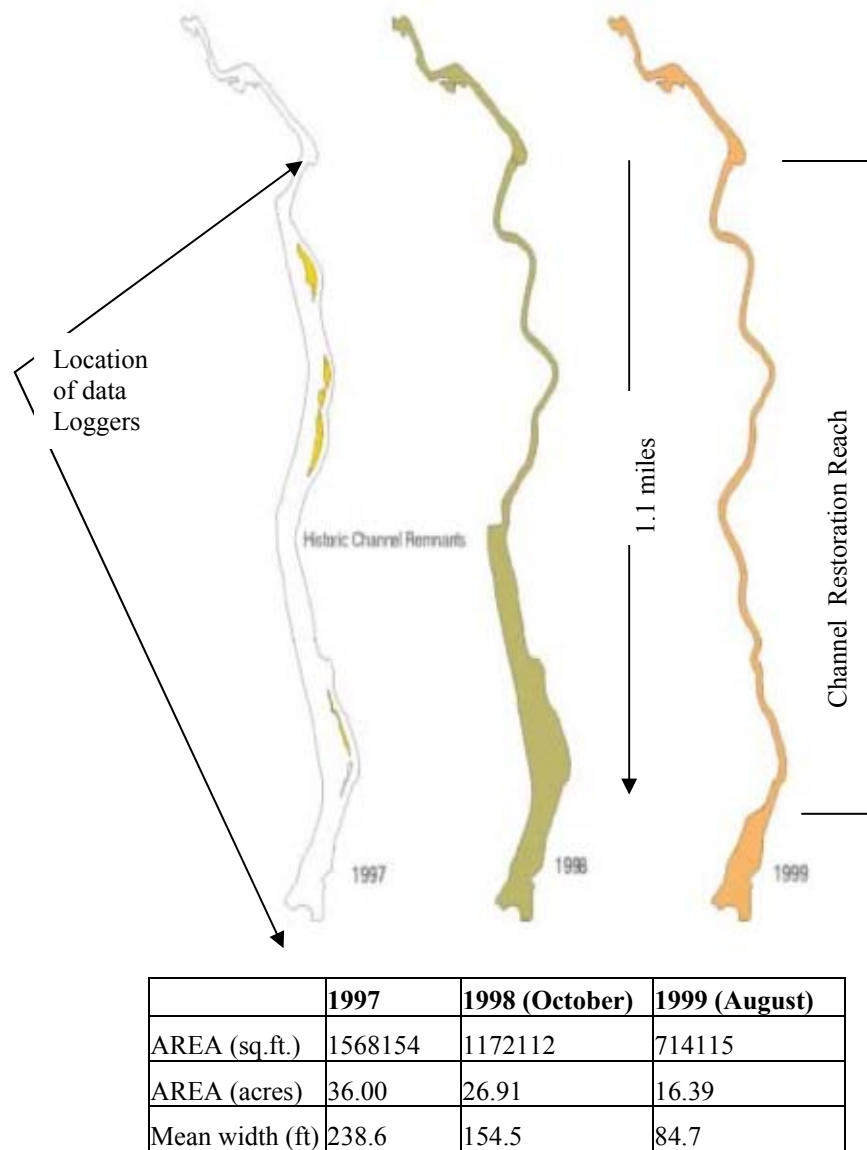 Location
of data
Loggers
Historic Channel Remnants
1.1 miles
Channel Restoration Reach
1997
1998
1999
1997 1998 (October) 1999 (August)
AREA (sq.ft.) 1568154 1172112 714115
AREA (acres) 36.00 26.91 16.39
Mean width (ft) 238.6 154.5 84.7